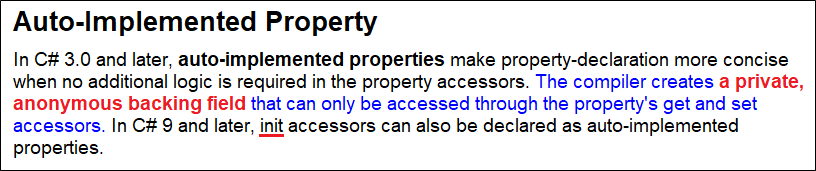 Auto-Implemented Property
In C# 3.0 and later, auto-implemented properties make property-declaration more concise
when no additional logic is required in the property accessors. The compiler creates a private,
anonymous backing field that can only be accessed through the property's get and set
accessors. In C# 9 and later, init accessors can also be declared as auto-implemented
properties.